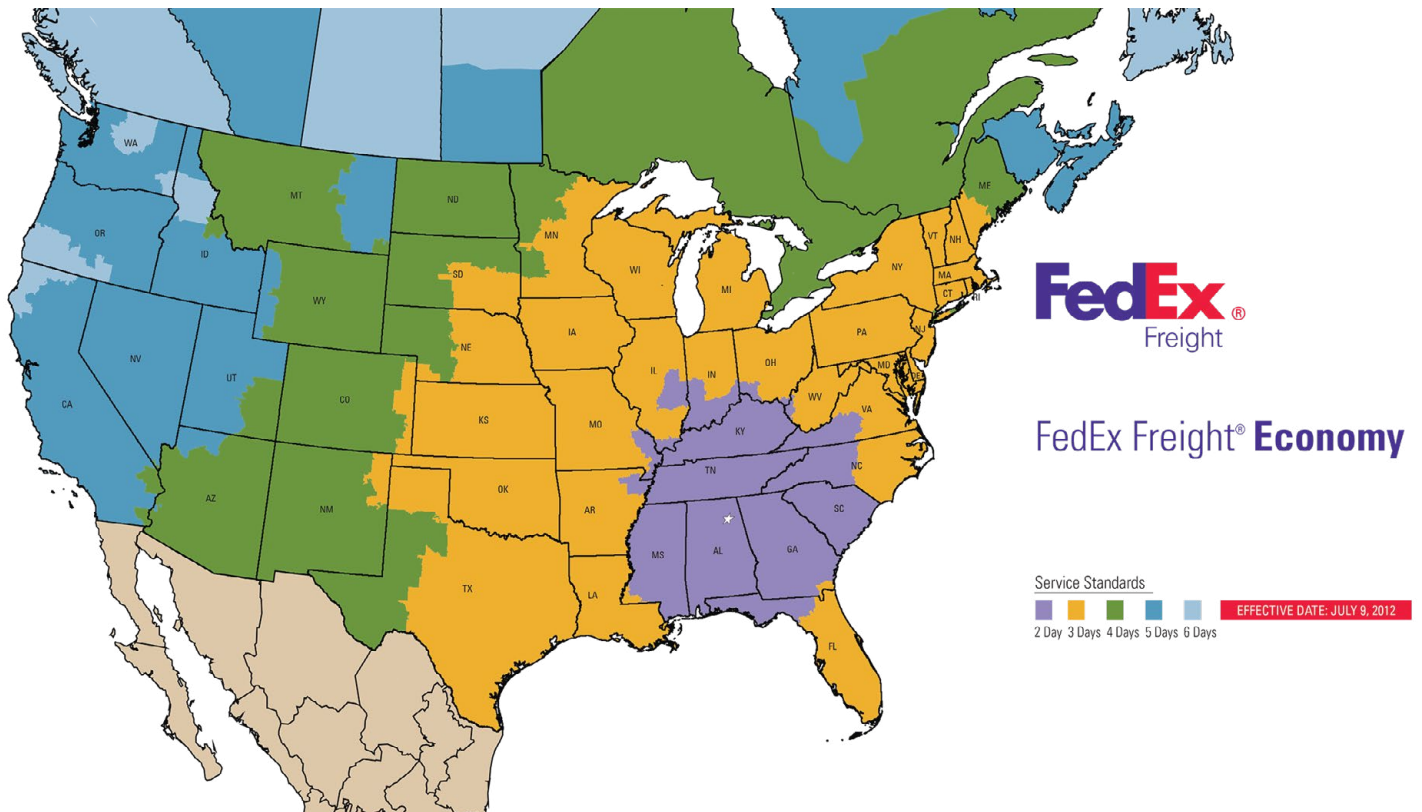 WA
MT
ND
MN
ME
VT
NH
OR
ID
SD
WI
NY
MA
CT
RI
WY
MI
IA
NE
PA
NJ
NV
UT
CO
IL
IN
OH
MD
DE
CA
KS
MO
WV
VA
KY
AZ
NM
OK
TN
NC
AR
SC
MS
AL
GA
TX
LA
FL
FedEx ®
Freight
FedEx Freight® Economy
Service Standards
2 Day 3 Days 4 Days 5 Days 6 Days
EFFECTIVE DATE: JULY 9, 2012